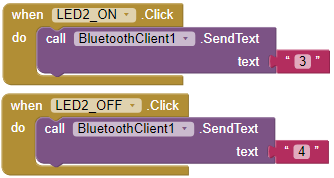 when LED2_ON .Click
do call BluetoothClient1 .SendText
text "3"
when LED2_OFF .Click
do call BluetoothClient1 .SendText
text "4"